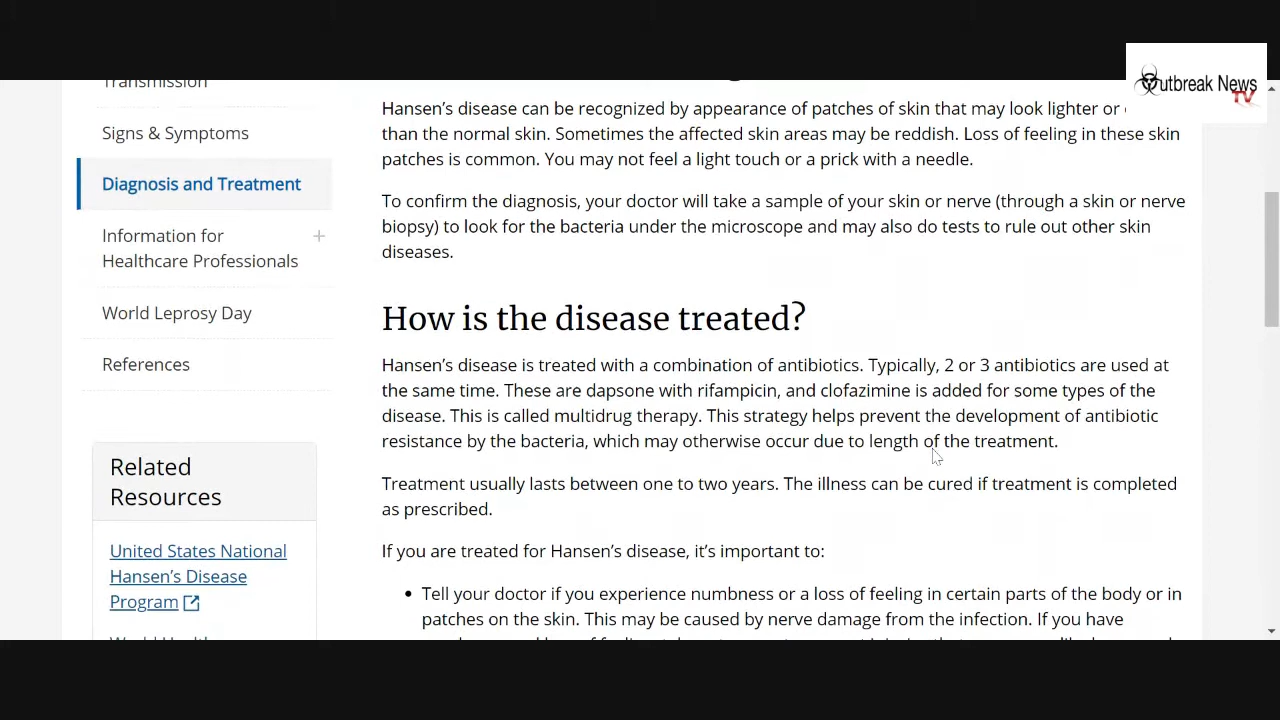 utbreak News
TV
Transmission
Signs & Symptoms
Diagnosis and Treatment
Information for
Healthcare Professionals
World Leprosy Day
References
Related
Resources
United States National
Hansen's Disease
Program
Hansen's disease can be recognized by appearance of patches of skin that may look lighter or
than the normal skin. Sometimes the affected skin areas may be reddish. Loss of feeling in these skin
patches is common. You may not feel a light touch or a prick with a needle.
To confirm the diagnosis, your doctor will take a sample of your skin or nerve (through a skin or nerve
biopsy) to look for the bacteria under the microscope and may also do tests to rule out other skin
diseases.
How is the disease treated?
Hansen's disease is treated with a combination of antibiotics. Typically, 2 or 3 antibiotics are used at
the same time. These are dapsone with rifampicin, and clofazimine is added for some types of the
disease. This is called multidrug therapy. This strategy helps prevent the development of antibiotic
resistance by the bacteria, which may otherwise occur due to length of the treatment.
Treatment usually lasts between one to two years. The illness can be cured if treatment is completed
as prescribed.
If you are treated for Hansen's disease, it's important to:
• Tell your doctor if you experience numbness or a loss of feeling in certain parts of the body or in
patches on the skin. This may be caused by nerve damage from the infection. If you have